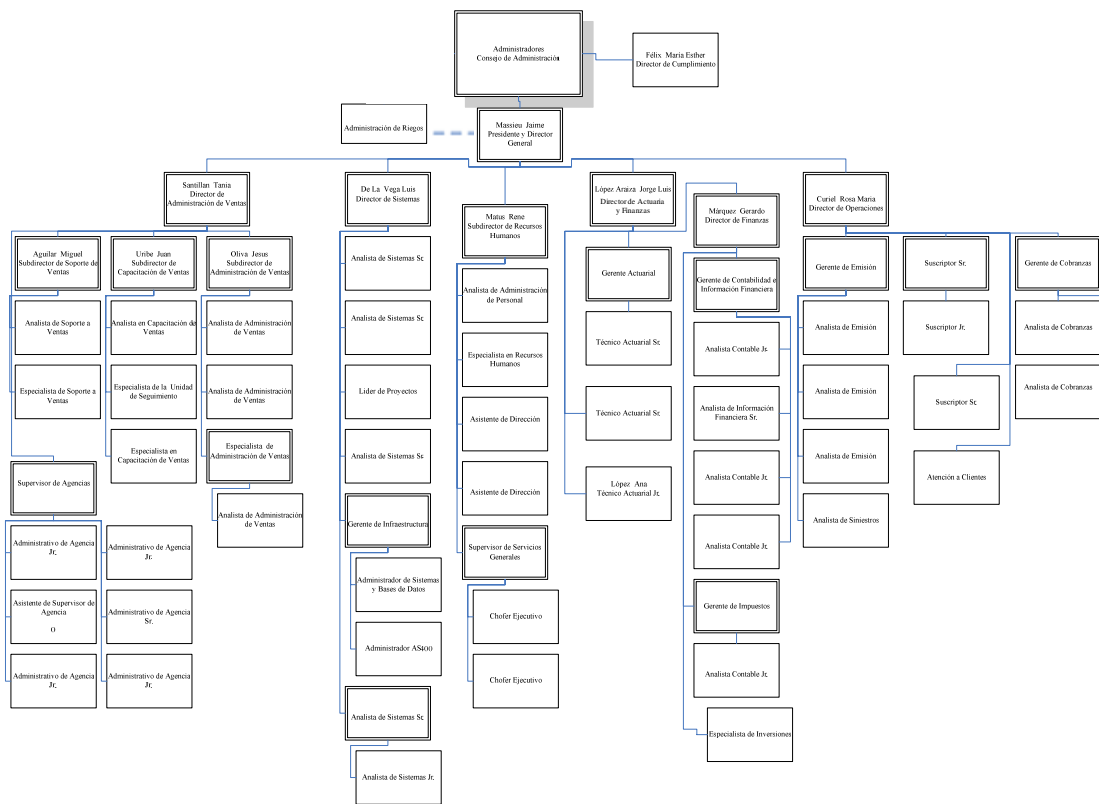 Administradores
Consejo de Administración
Félix Maria Esther
Director de Cumplimiento
Administración de Riegos
Massieu Jaime
Presidente y Director
General
Santillan Tania
Director de
Administración de Ventas
De La Vega Luis
Director de Sistemas
Matus Rene
Subdirector de Recursos
Humanos
López Araiza Jorge Luis
Director de Actuaría
y Finanzas
Márquez Gerardo
Director de Finanzas
Curiel Rosa Maria
Director de Operaciones
Aguilar Miguel
Subdirector de Soporte de
Ventas
Uribe Juan
Subdirector de
Capacitación de Ventas
Oliva Jesus
Subdirector de
Administración de Ventas
Analista de Soporte a
Ventas
Analista en Capacitación de
Ventas
Analista de Administración
de Ventas
Especialista de Soporte a
Ventas
Especialista de la Unidad
de Seguimiento
Analista de Administración
de Ventas
Especialista en
Capacitación de Ventas
Especialista de
Administración de Ventas
Analista de Administración
de Ventas
Supervisor de Agencias
Administrativo de Agencia
Jr.
Administrativo de Agencia
Jr.
Asistente de Supervisor de
Agencia
O
Administrativo de Agencia
Sr.
Administrativo de Agencia
Jr.
Administrativo de Agencia
Jr.
Analista de Sistemas Sr.
Analista de Sistemas Sr.
Lider de Proyectos
Analista de Sistemas Sr.
Gerente de Infraestructura
Administrador de Sistemas
y Bases de Datos
Administrador AS400
Analista de Sistemas Sr.
Analista de Sistemas Jr.
Analista de Administración
de Personal
Especialista en Recursos
Humanos
Asistente de Dirección
Asistente de Dirección
Supervisor de Servicios
Generales
Chofer Ejecutivo
Chofer Ejecutivo
Gerente Actuarial
Técnico Actuarial Sr.
Técnico Actuarial Sr.
López Ana
Técnico Actuarial Jr.
Gerente de Contabilidad e
Información Financiera
Analista Contable Jr.
Analista de Información
Financiera Sr.
Analista Contable Jr.
Analista Contable Jr.
Gerente de Impuestos
Analista Contable Jr.
Especialista de Inversiones
Gerente de Emisión
Suscriptor Sr.
Gerente de Cobranzas
Analista de Emisión
Suscriptor Jr.
Analista de Cobranzas
Analista de Emisión
Suscriptor Sr.
Analista de Cobranzas
Analista de Emisión
Atención a Clientes
Analista de Siniestros